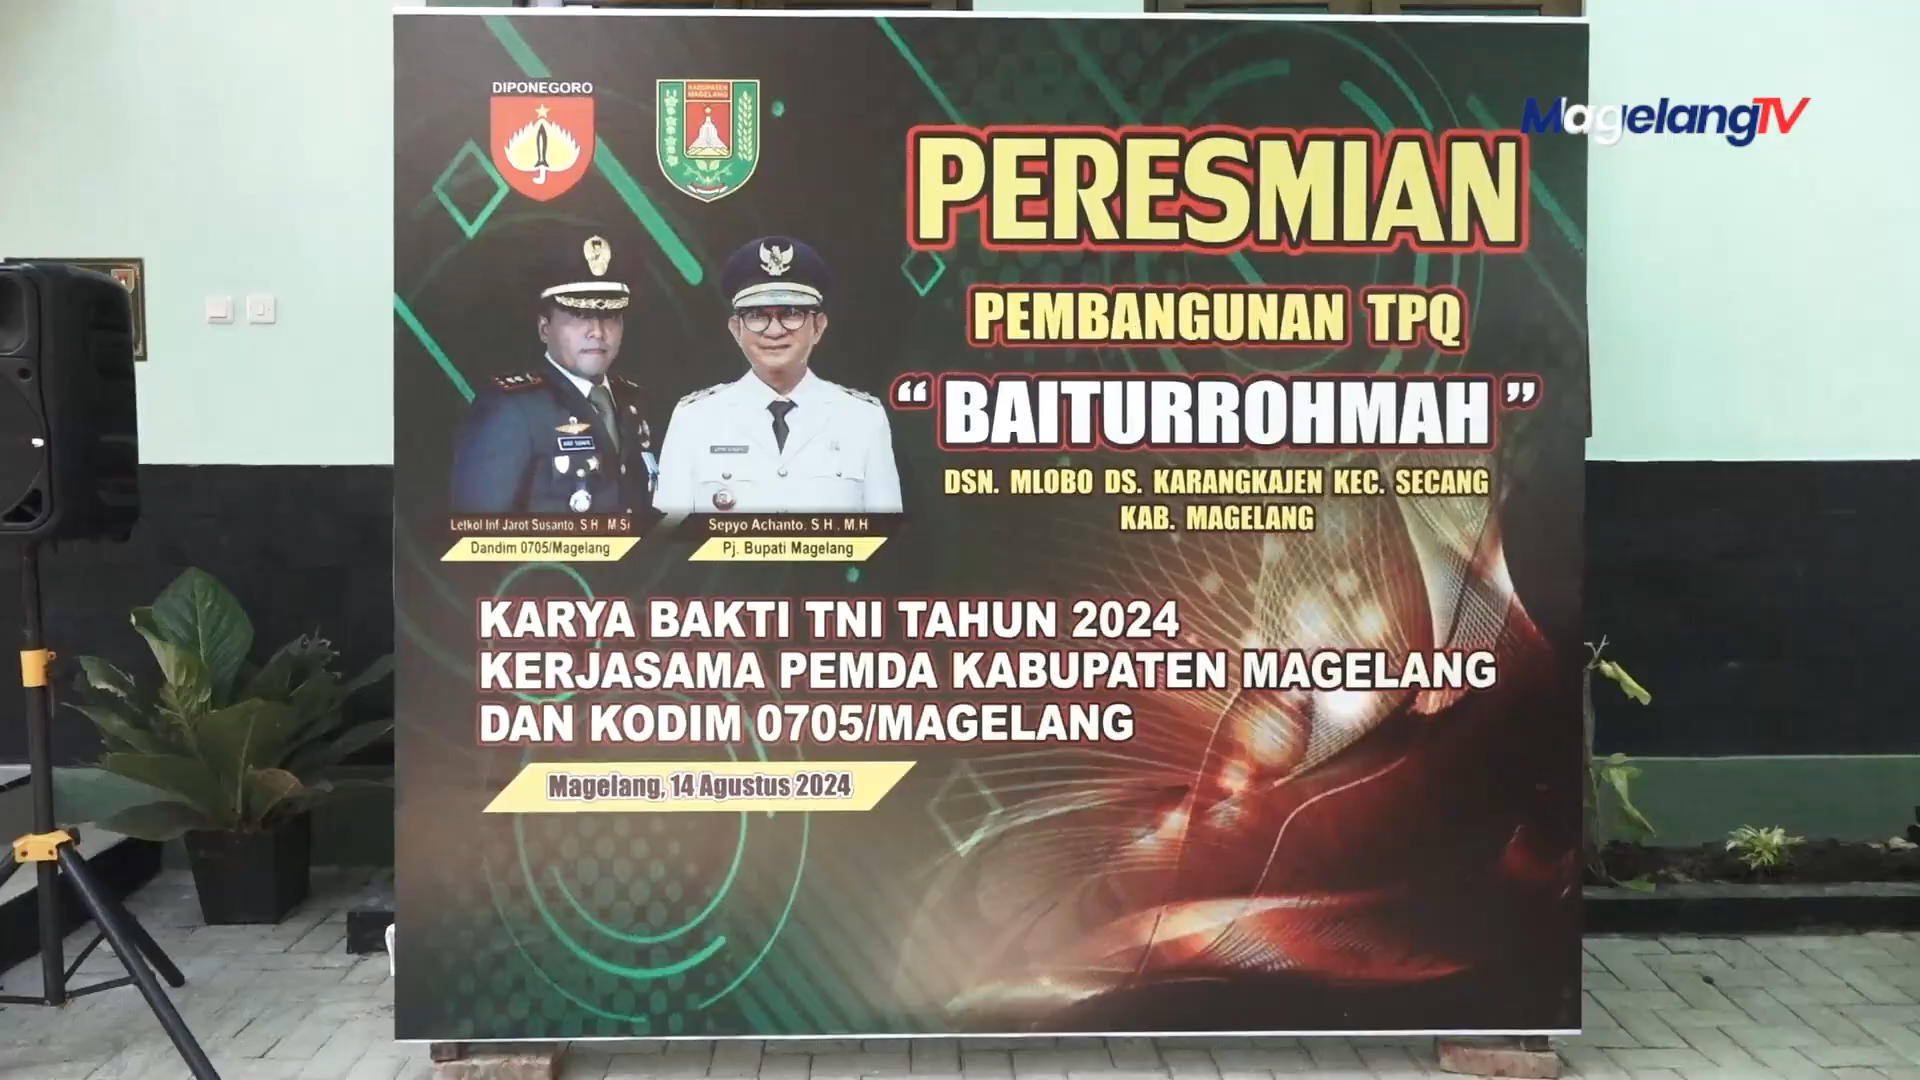 MagelangTV
DIPONEGORO
KABUPATEN
MAGELANG
PERESMIAN
PEMBANGUNAN TPQ
“ BAITURROHMAH ”
DSN. MLOBO DS. KARANGKAJEN KEC. SECANG
KAB. MAGELANG
Letkol Inf Jarot Susanto, S H , M Si
Dandim 0705/Magelang
Sepyo Achanto, S H , M.H
Pj. Bupati Magelang
KARYA BAKTI TNI TAHUN 2024
KERJASAMA PEMDA KABUPATEN MAGELANG
DAN KODIM 0705/MAGELANG
Magelang, 14 Agustus 2024